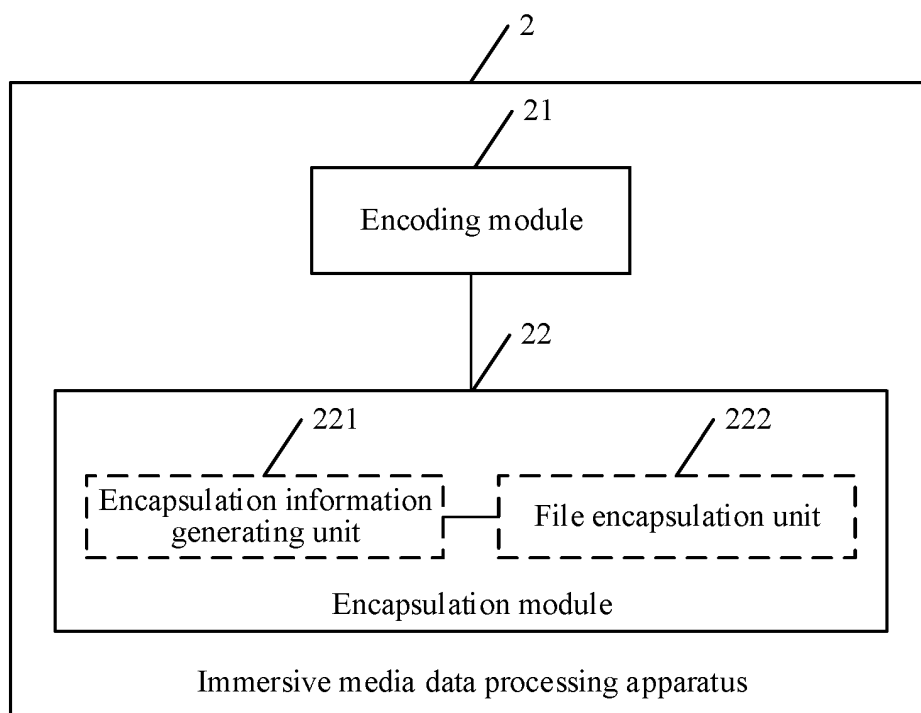 2
21
Encoding module
22
221
222
Encapsulation information
generating unit
File encapsulation unit
Encapsulation module
Immersive media data processing apparatus